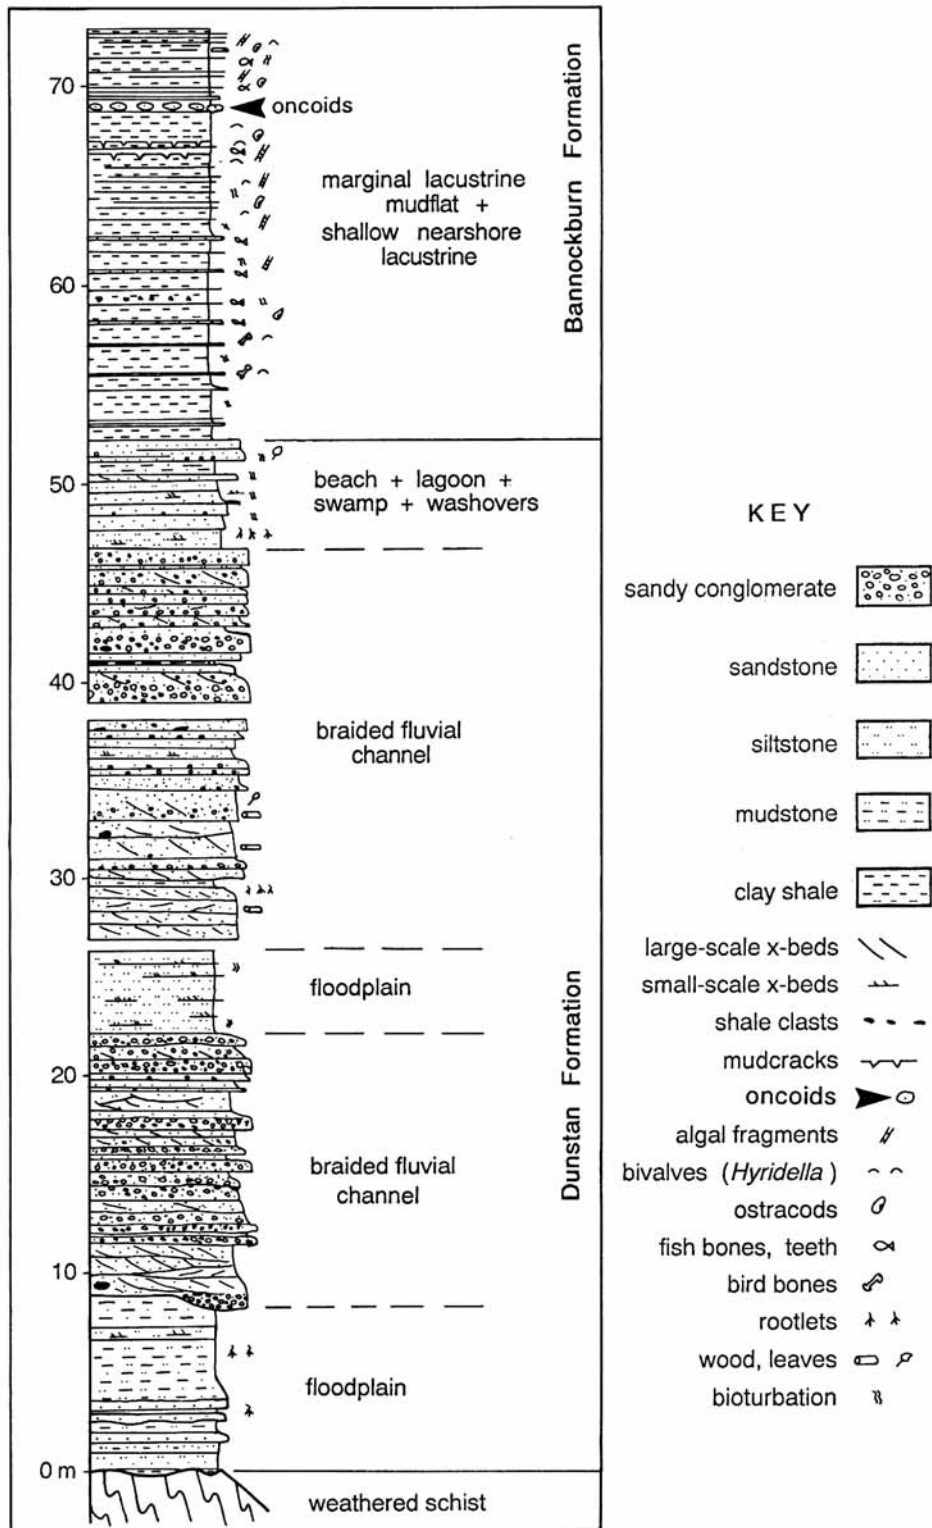 70
60
50
40
30
20
10
0 m
oncoids
marginal lacustrine
mudflat +
shallow nearshore
lacustrine
beach + lagoon +
swamp + washovers
braided fluvial
channel
floodplain
braided fluvial
channel
floodplain
weathered schist
Bannockburn Formation
Dunstan Formation
KEY
sandy conglomerate
sandstone
siltstone
mudstone
clay shale
large-scale x-beds
small-scale x-beds
shale clasts
mudcracks
oncoids
algal fragments
bivalves (Hyridella)
ostracods
fish bones, teeth
bird bones
rootlets
wood, leaves
bioturbation